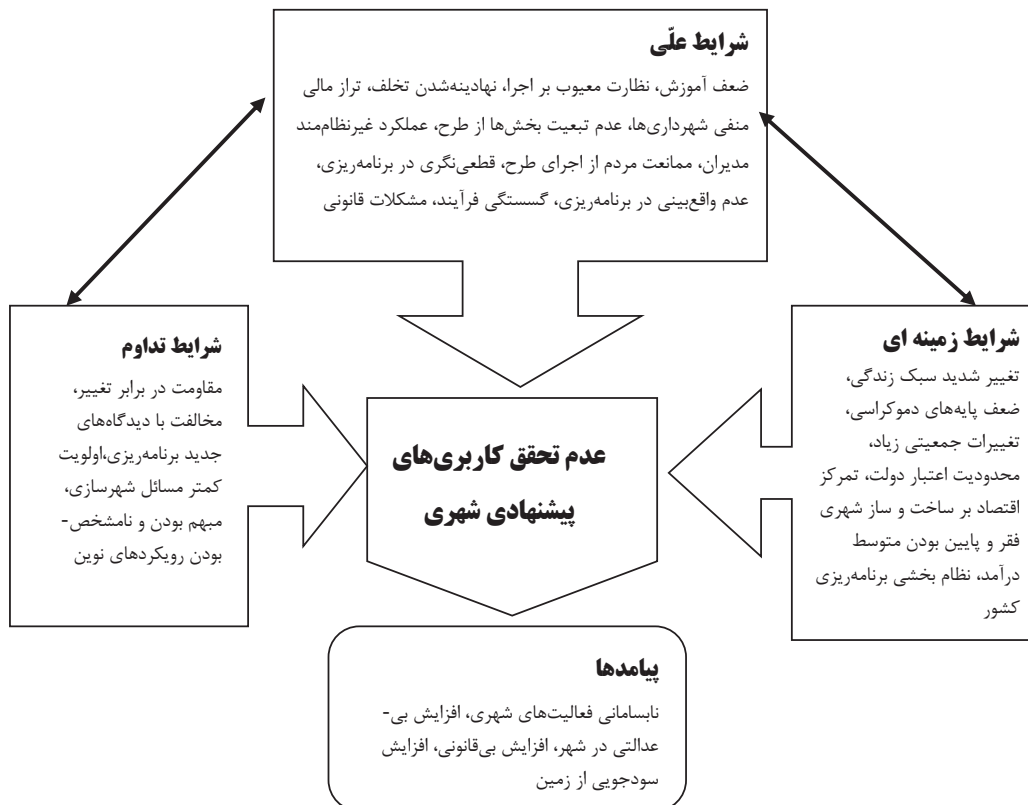 شرایط علّی
ضعف آموزش، نظارت معیوب بر اجرا، نهادینه‌شدن تخلف، تراز مالی
منفی شهرداری‌ها، عدم تبعیت بخش‌ها از طرح، عملکرد غیرنظام‌مند
مدیران، ممانعت مردم از اجرای طرح، قطعی‌نگری در برنامه‌ریزی،
عدم واقع‌بینی در برنامه‌ریزی، گسستگی فرآیند، مشکلات قانونی
شرایط زمینه ای
تغییر شدید سبک زندگی،
ضعف پایه‌های دموکراسی،
تغییرات جمعیتی زیاد،
محدودیت اعتبار دولت، تمرکز
اقتصاد بر ساخت و ساز شهری
فقر و پایین بودن متوسط
درآمد، نظام بخشی برنامه‌ریزی
کشور
عدم تحقق کاربری‌های
پیشنهادی شهری
شرایط تداوم
مقاومت در برابر تغییر،
مخالفت با دیدگاه‌های
جدید برنامه‌ریزی،اولویت
کمتر مسائل شهرسازی،
مبهم بودن و نامشخص-
بودن رویکردهای نوین
پیامدها
نابسامانی فعالیت‌های شهری، افزایش بی-
عدالتی در شهر، افزایش بی‌قانونی، افزایش
سودجویی از زمین